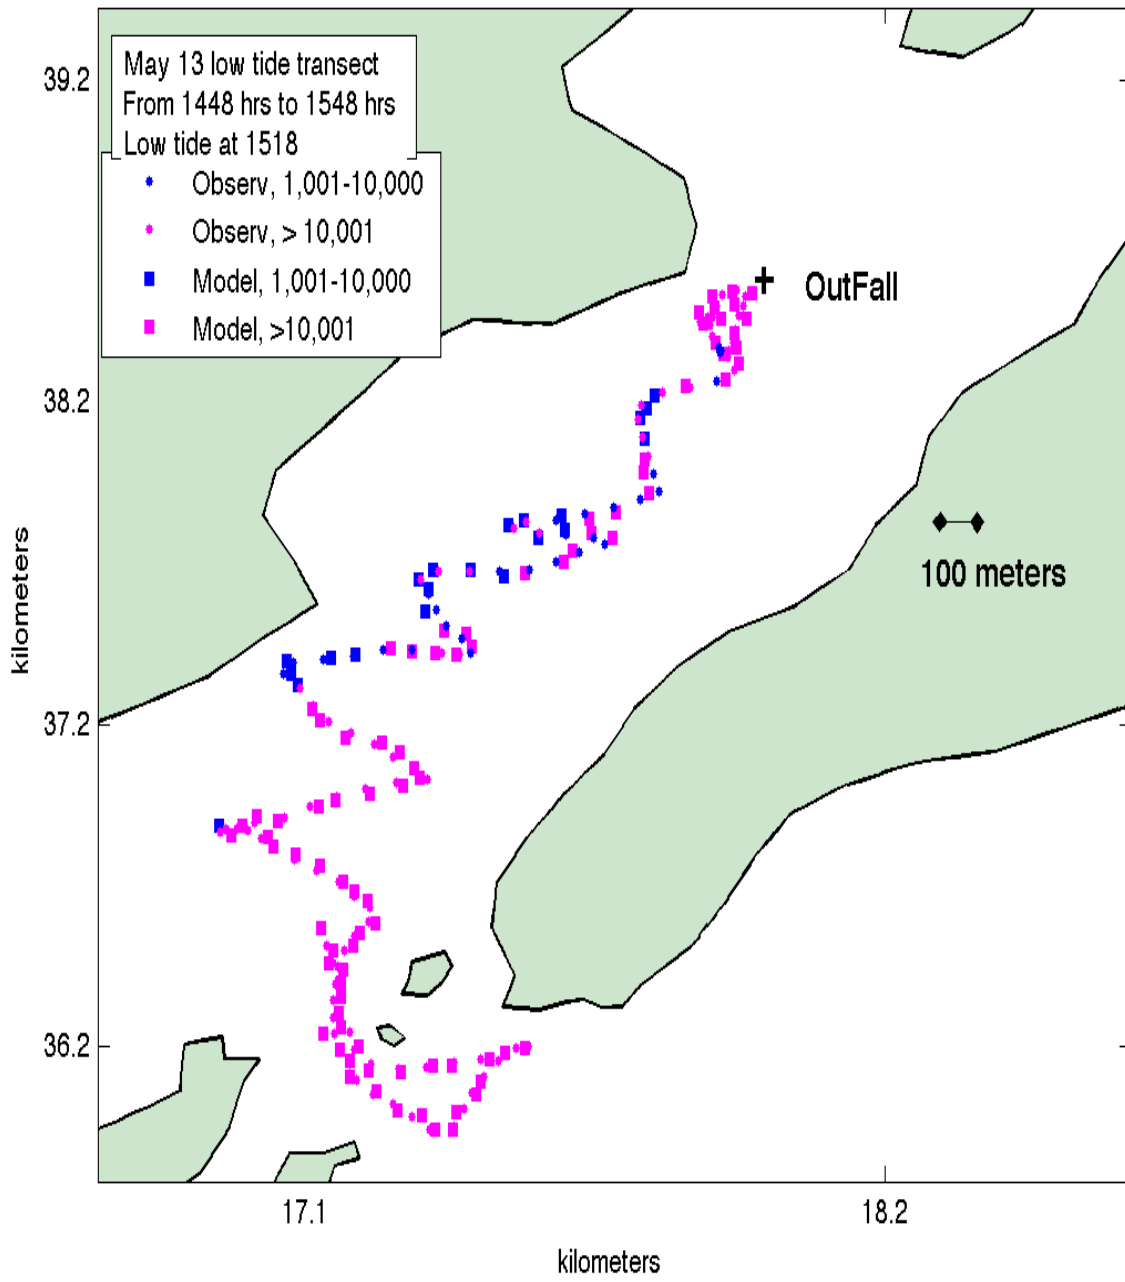 May 13 low tide transect
From 1448 hrs to 1548 hrs
Low tide at 1518
Observ, 1,001-10,000
Observ, > 10,001
Model, 1,001-10,000
Model, >10,001
OutFall
100 meters
39.2
38.2
37.2
36.2
kilometers
17.1
18.2
kilometers